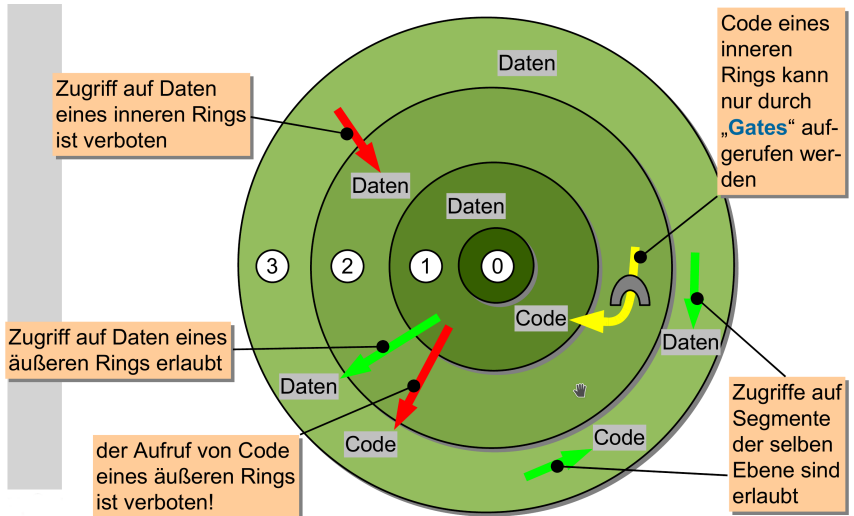 Code eines
inneren
Rings kann
nur durch
„Gates“ auf-
gerufen wer-
den
Daten
Zugriff auf Daten
eines inneren Rings
ist verboten
Daten
Daten
3
2
1
0
Code
Zugriff auf Daten eines
äußeren Rings erlaubt
Daten
Daten
Code
Code
Zugriffe auf
Segmente
der selben
Ebene sind
erlaubt
der Aufruf von Code
eines äußeren Rings
ist verboten!